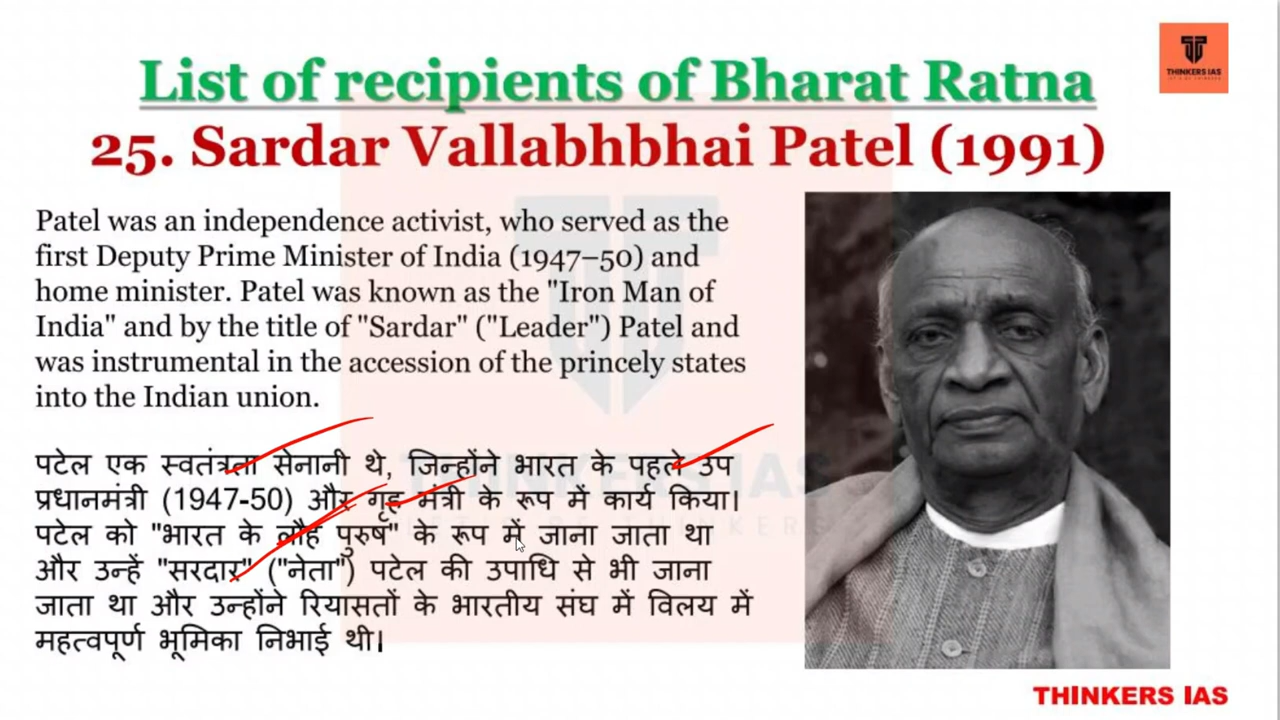 THINKERS IAS
List of recipients of Bharat Ratna
25. Sardar Vallabhbhai Patel (1991)
Patel was an independence activist, who served as the
first Deputy Prime Minister of India (1947–50) and
home minister. Patel was known as the "Iron Man of
India" and by the title of "Sardar" ("Leader") Patel and
was instrumental in the accession of the princely states
into the Indian union.
पटेल एक स्वतंत्रता सेनानी थे, जिन्होंने भारत के पहले उप
प्रधानमंत्री (1947-50) और गृह मंत्री के रूप में कार्य किया।
पटेल को "भारत के लौह पुरुष" के रूप में जाना जाता था
और उन्हें "सरदार" ("नेता") पटेल की उपाधि से भी जाना
जाता था और उन्होंने रियासतों के भारतीय संघ में विलय में
महत्वपूर्ण भूमिका निभाई थी।
THINKERS IAS
THINKERS IAS